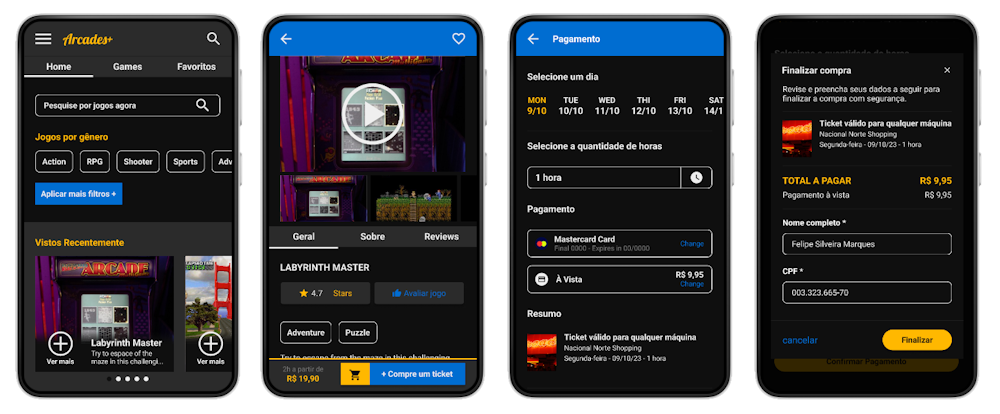 Arcades+
Home Games Favoritos
Pesquise por jogos agora
Jogos por gênero
Action RPG Shooter Sports Adv
Aplicar mais filtros +
Vistos Recentemente
ARCADE
Labyrinth Master
Try to espace of the
maze in this challengi...
Ver mais
Ver mais
Geral Sobre Reviews
LABYRINTH MASTER
4.7 Stars
Avaliar jogo
Adventure Puzzle
Try to escape from the maze in this challenging
2h a partir de
R$ 19,90
+ Compre um ticket
Pagamento
Selecione um dia
MON TUE WED THI FRI SAT
9/10 10/10 11/10 12/10 13/10 14/1
Selecione a quantidade de horas
1 hora
Pagamento
Mastercard Card
Final 0000 - Expires in 00/0000
Change
À Vista
R$ 9,95
Change
Resumo
Ticket válido para qualquer máquina
Nacional Norte Shopping
Segunda-feira - 09/10/23 - 1 hora
Selecione a quantidade de horas
Finalizar compra
Revise e preencha seus dados a seguir para
finalizar a compra com segurança.
Ticket válido para qualquer máquina
Nacional Norte Shopping
Segunda-feira - 09/10/23 - 1 hora
TOTAL A PAGAR R$ 9,95
Pagamento à vista R$ 9,95
Nome completo *
Felipe Silveira Marques
CPF *
003.323.665-70
cancelar
Finalizar
Confirmar Pagamento